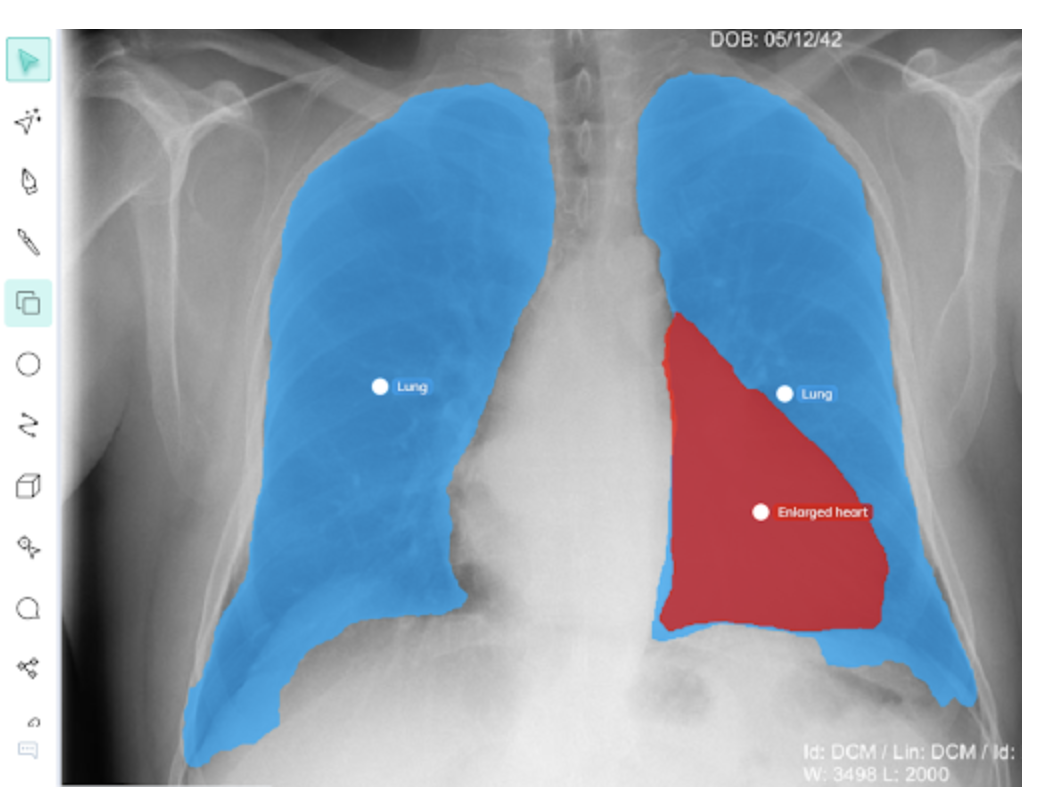 DOB: 05/12/42
Lung
Lung
Enlarged heart
Id: DCM / Lin: DCM / Id:
W: 3498 L: 2000